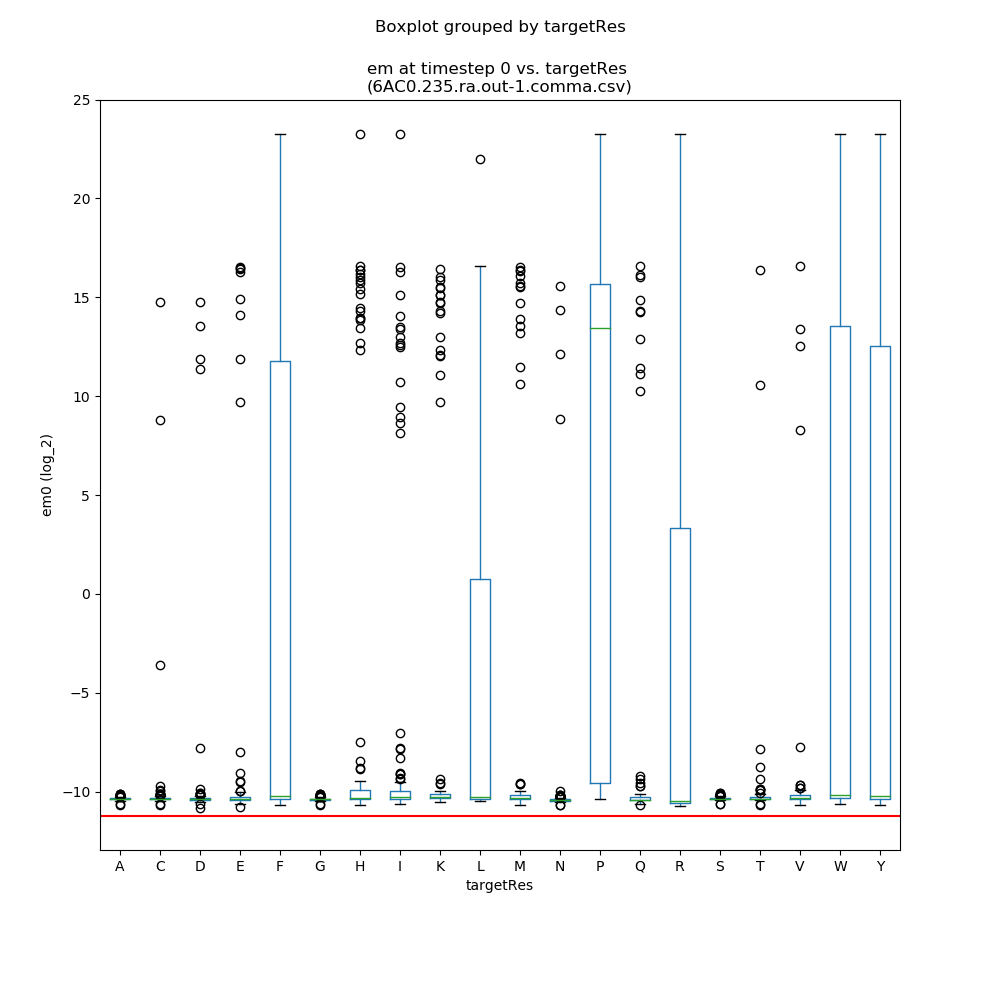 Boxplot grouped by targetRes
em at timestep 0 vs. targetRes
(6AC0.235.ra.out-1.comma.csv)
25
20
15
10
5
0
−5
−10
em0 (log_2)
A C D E F G H I K L M N P Q R S T V W Y
targetRes